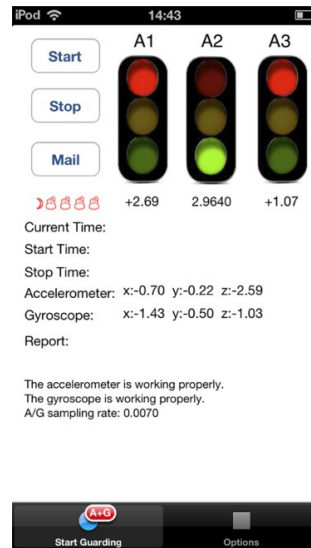 iPod 14:43
A1 A2 A3
Start
Stop
Mail
+2.69 2.9640 +1.07
Current Time:
Start Time:
Stop Time:
Accelerometer: x:-0.70 y:-0.22 z:-2.59
Gyroscope: x:-1.43 y:-0.50 z:-1.03
Report:
The accelerometer is working properly.
The gyroscope is working properly.
A/G sampling rate: 0.0070
A+G
Start Guarding Options